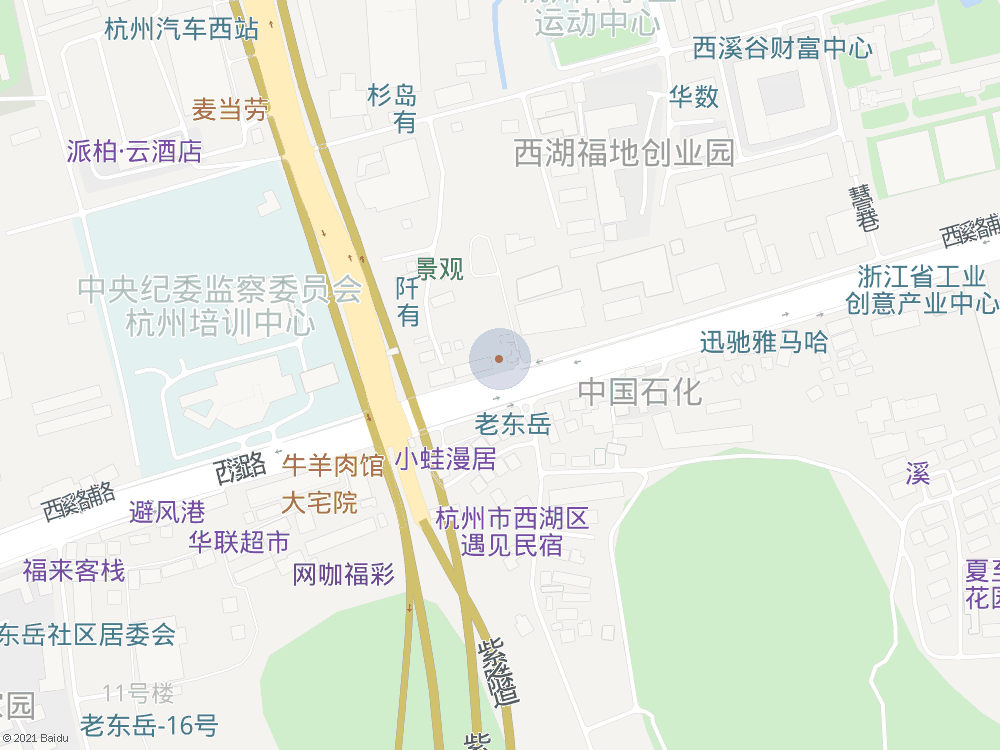 运动中心
杭州汽车西站
西溪谷财富中心
麦当劳
杉岛
有
华数
派柏·云酒店
西湖福地创业园
慧营巷
西溪路辅
景观
中央纪委监察委员会
杭州培训中心
阡
有
浙江省工业
创意产业中心
迅驰雅马哈
中国石化
老东岳
西溪路
牛羊肉馆
小蛙漫居
大宅院
溪
西溪路辅路
避风港
杭州市西湖区
遇见民宿
华联超市
福来客栈
网咖福彩
夏至
花园
东岳社区居委会
紫之隧道
11号楼
家园
老东岳-16号
紫
© 2021 Baidu